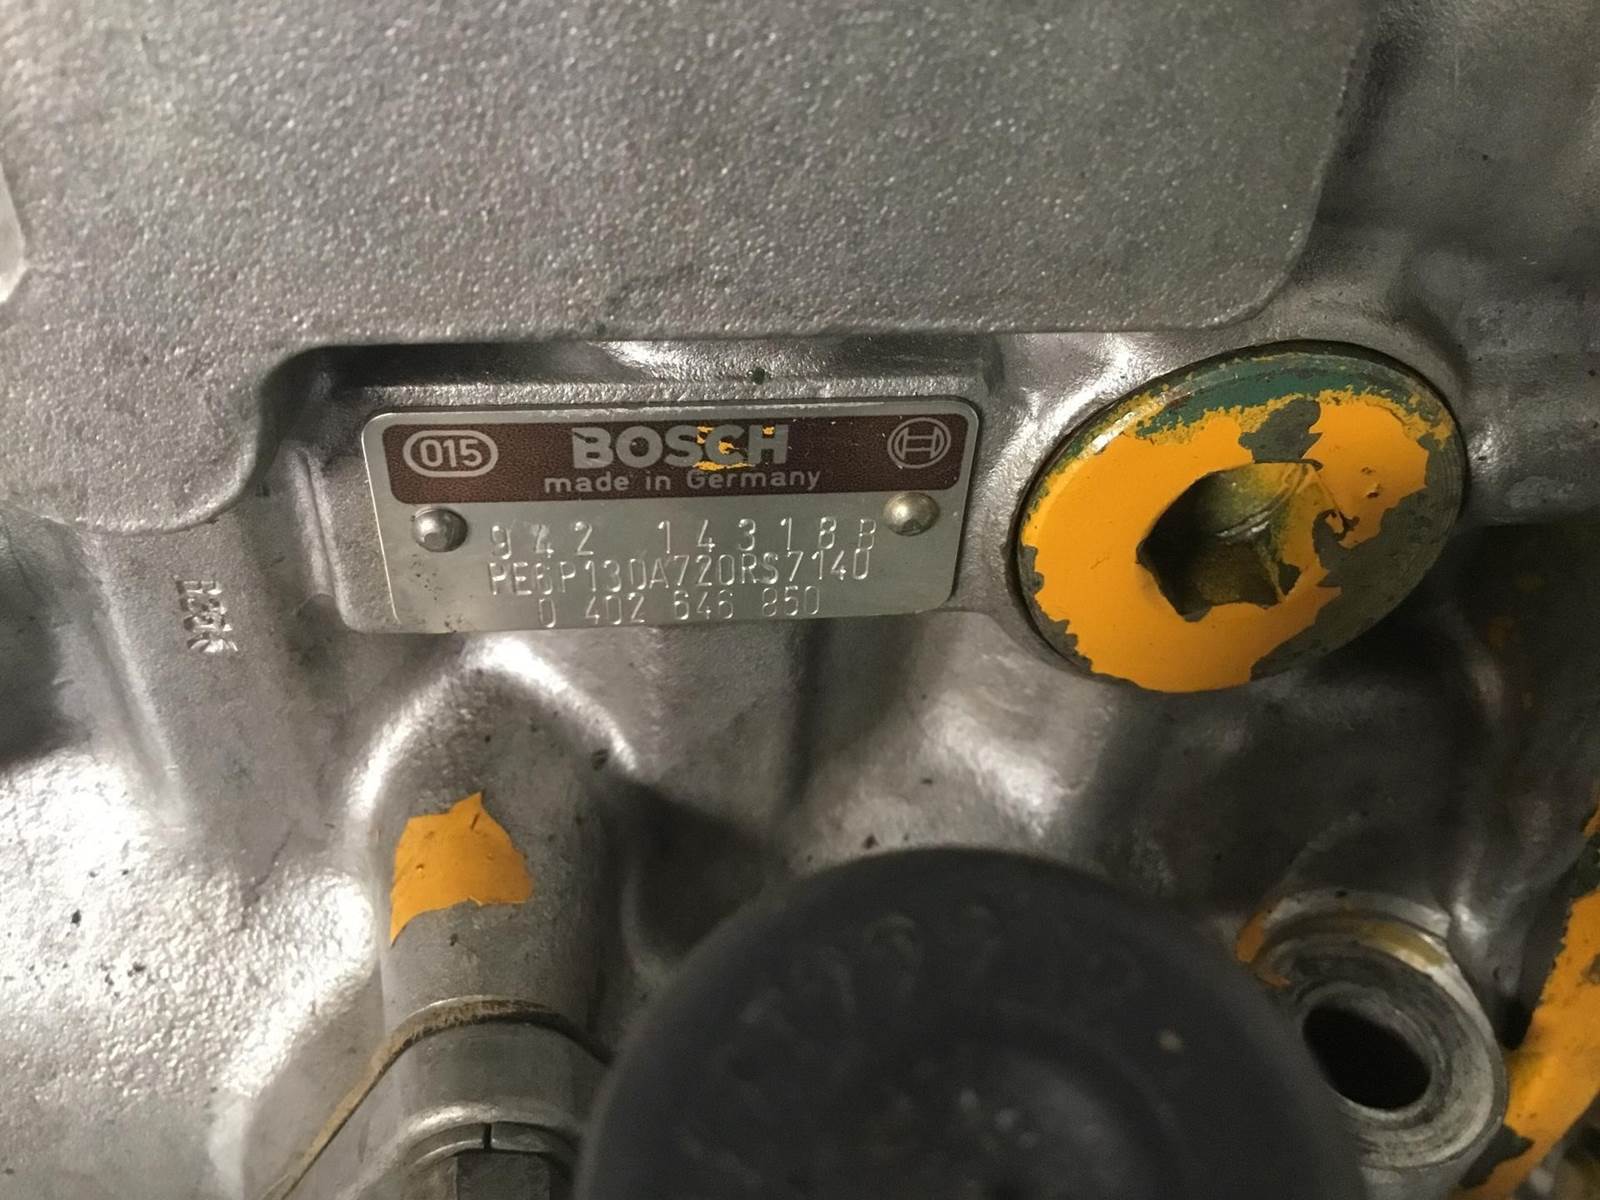 015 BOSCH
made in Germany
942 14318B
PE6P130A720RS7140
0 402 646 850